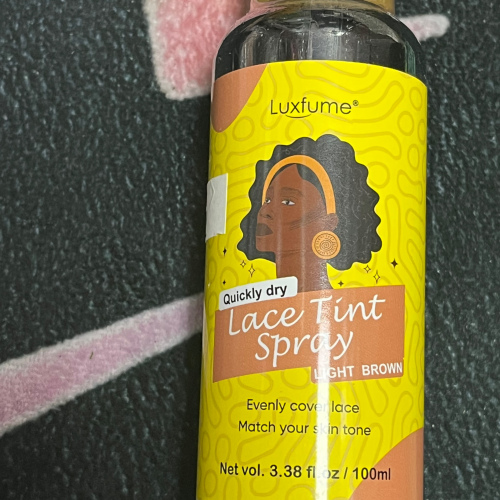 Luxfume®
Quickly dry
Lace Tint
Spray
LIGHT BROWN
Evenly cover lace
Match your skin tone
Net vol. 3.38 fl oz / 100ml